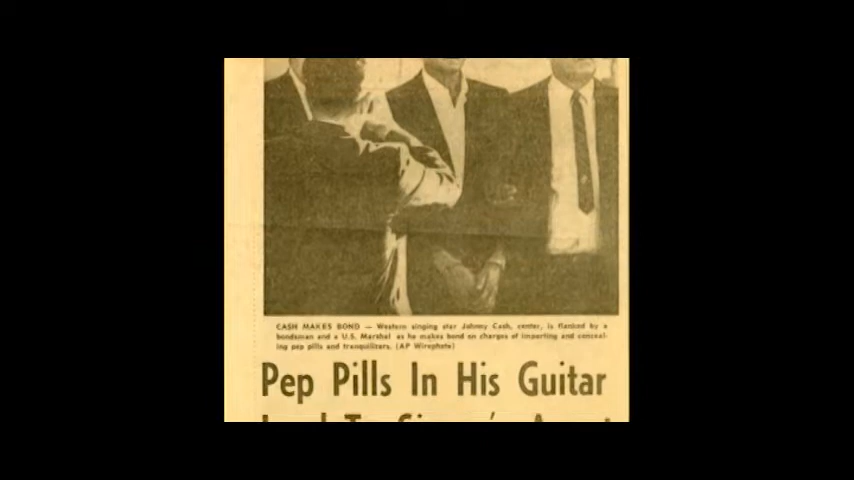 CASH MAKES BOND — Western singing star Johnny Cash, center, is flanked by a
bondsman and a U.S. Marshal as he makes bond on charges of importing and conceal-
ing pep pills and tranquilizers. (AP Wirephoto)
Pep Pills In His Guitar